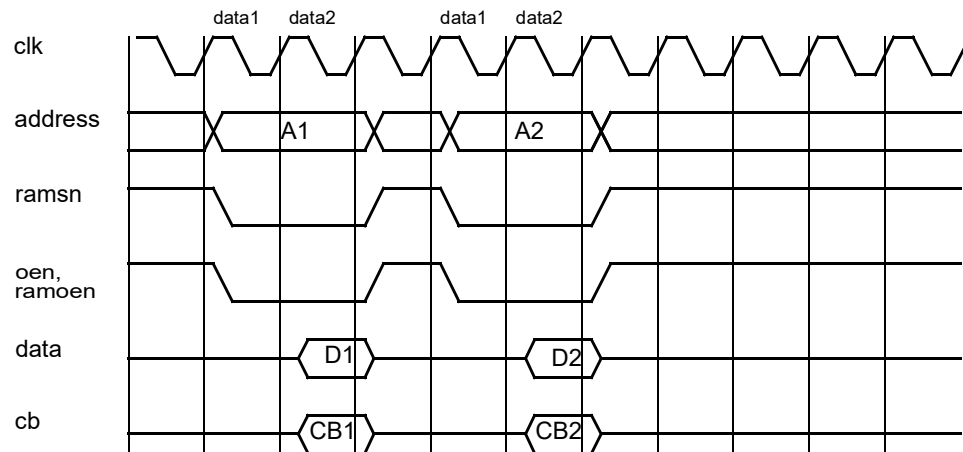 data1 data2 data1 data2
clk
address A1 A2
ramsn
oen,
ramoen
data D1 D2
cb CB1 CB2